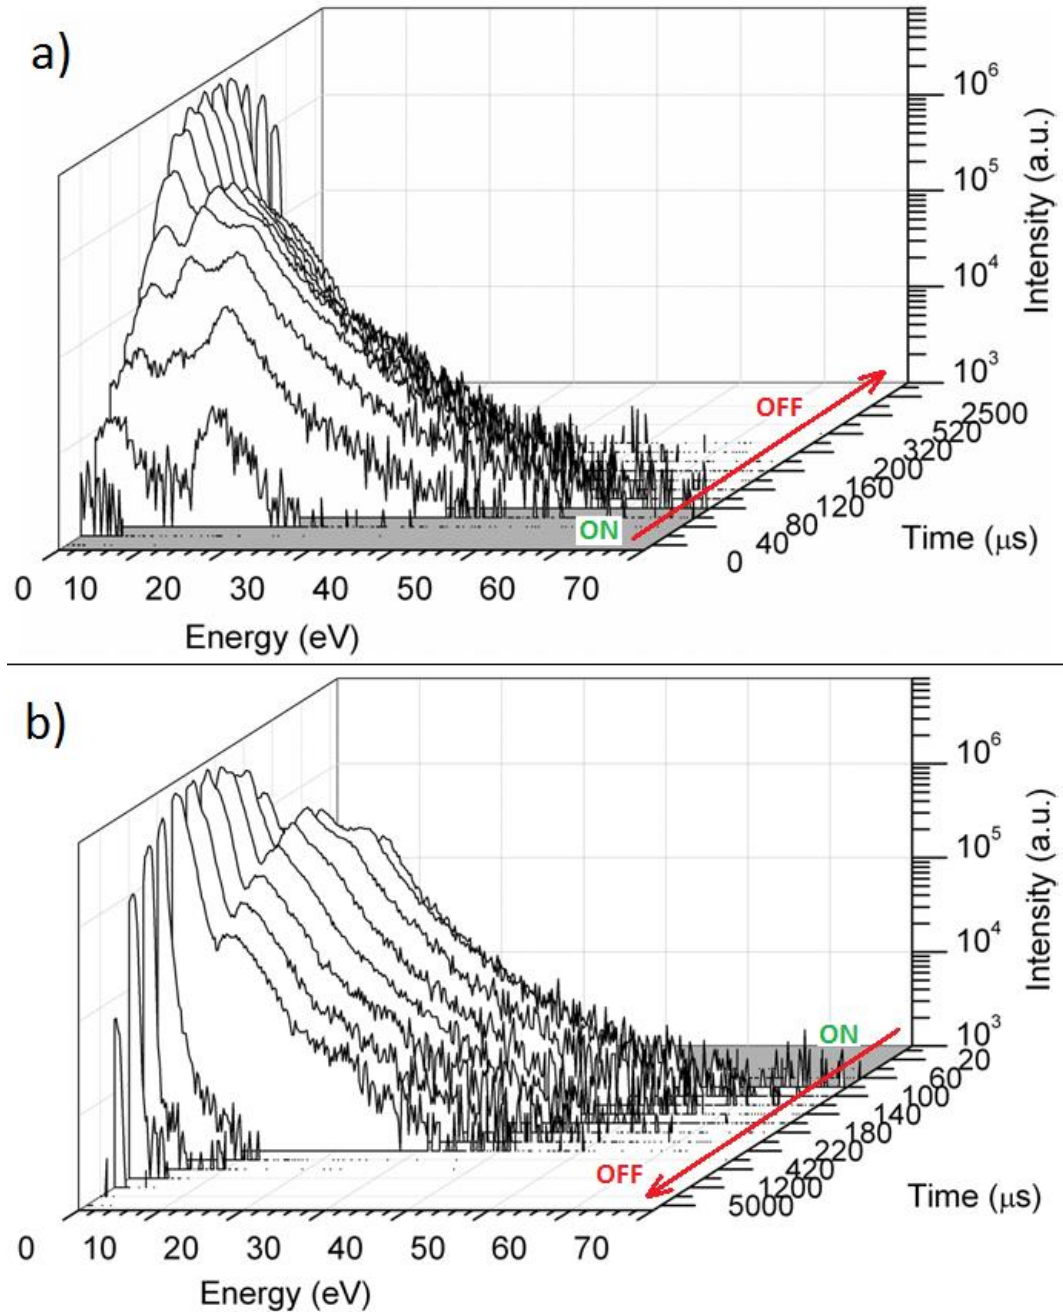 a)
10⁶
10⁵
10⁴
10³
Intensity (a.u.)
OFF
ON
2500
520
320
200
160
120
80
40
0
Time (μs)
0 10 20 30 40 50 60 70
Energy (eV)
b)
10⁶
10⁵
10⁴
10³
Intensity (a.u.)
ON
OFF
20
60
100
140
180
220
420
1200
5000
Time (μs)
0 10 20 30 40 50 60 70
Energy (eV)